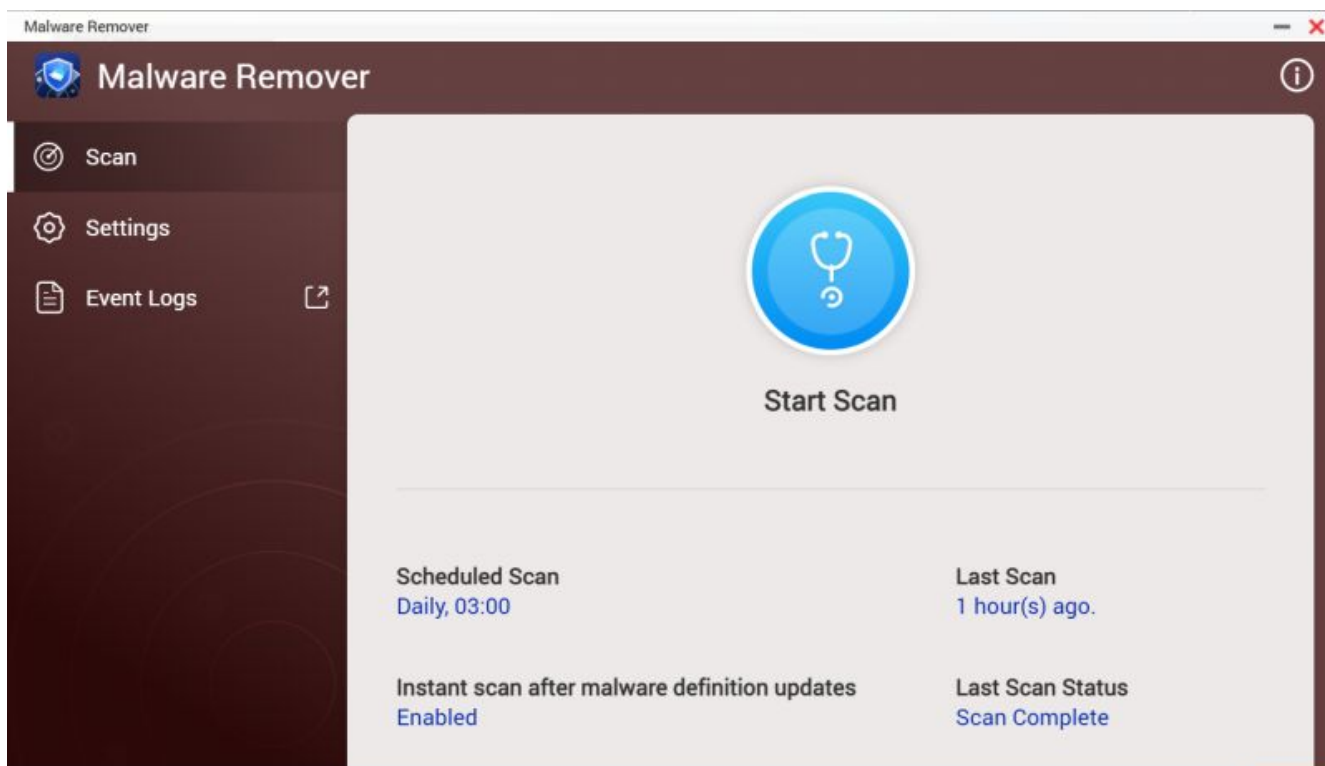 Malware Remover
Malware Remover
Scan
Settings
Event Logs
Start Scan
Scheduled Scan
Daily, 03:00
Last Scan
1 hour(s) ago.
Instant scan after malware definition updates
Enabled
Last Scan Status
Scan Complete